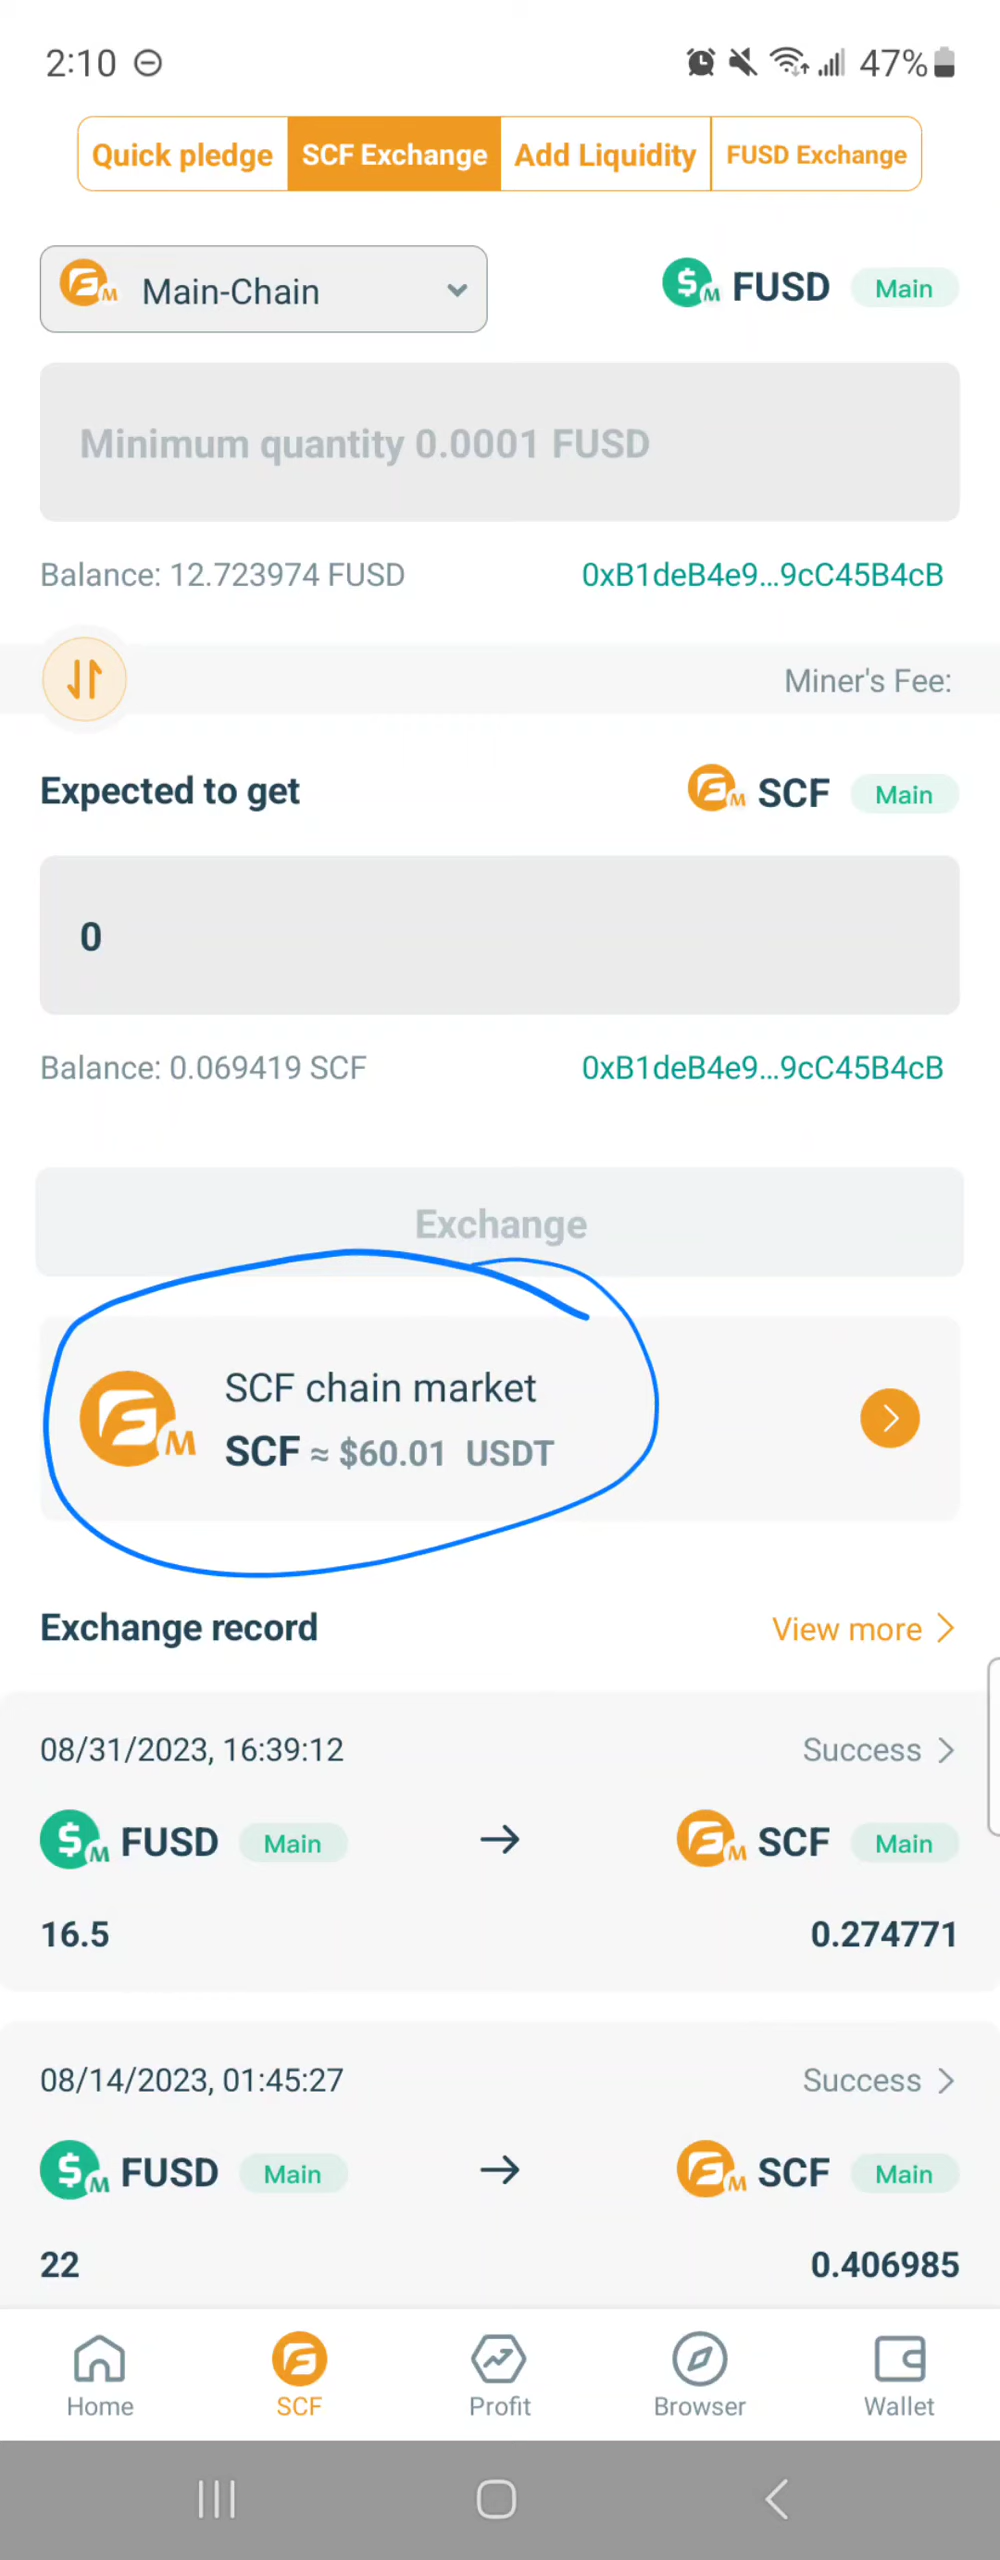 2:10 47%
Quick pledge SCF Exchange Add Liquidity FUSD Exchange
Main-Chain FUSD Main
Minimum quantity 0.0001 FUSD
Balance: 12.723974 FUSD 0xB1deB4e9...9cC45B4cB
Miner's Fee:
Expected to get SCF Main
0
Balance: 0.069419 SCF 0xB1deB4e9...9cC45B4cB
Exchange
SCF chain market
SCF ≈ $60.01 USDT
Exchange record View more
08/31/2023, 16:39:12 Success
FUSD Main → SCF Main
16.5 0.274771
08/14/2023, 01:45:27 Success
FUSD Main → SCF Main
22 0.406985
Home SCF Profit Browser Wallet